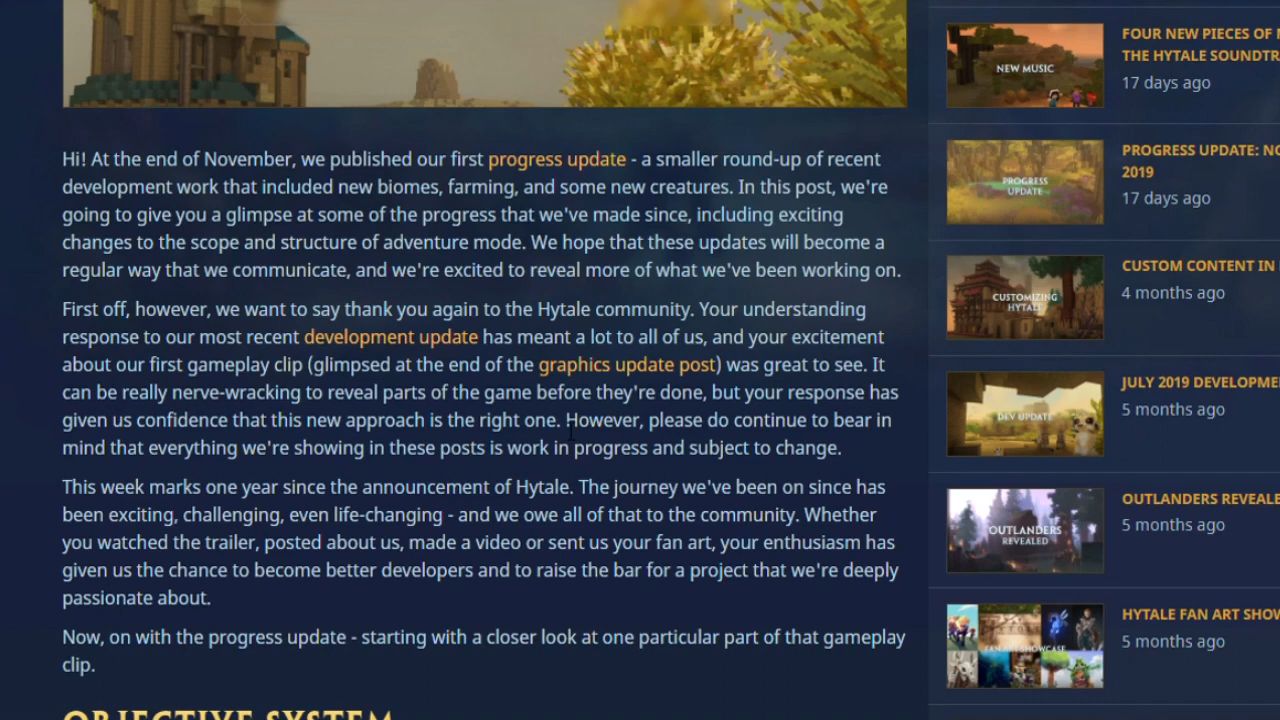 Hi! At the end of November, we published our first progress update - a smaller round-up of recent
development work that included new biomes, farming, and some new creatures. In this post, we're
going to give you a glimpse at some of the progress that we've made since, including exciting
changes to the scope and structure of adventure mode. We hope that these updates will become a
regular way that we communicate, and we're excited to reveal more of what we've been working on.
First off, however, we want to say thank you again to the Hytale community. Your understanding
response to our most recent development update has meant a lot to all of us, and your excitement
about our first gameplay clip (glimpsed at the end of the graphics update post) was great to see. It
can be really nerve-wracking to reveal parts of the game before they're done, but your response has
given us confidence that this new approach is the right one. However, please do continue to bear in
mind that everything we're showing in these posts is work in progress and subject to change.
This week marks one year since the announcement of Hytale. The journey we've been on since has
been exciting, challenging, even life-changing - and we owe all of that to the community. Whether
you watched the trailer, posted about us, made a video or sent us your fan art, your enthusiasm has
given us the chance to become better developers and to raise the bar for a project that we're deeply
passionate about.
Now, on with the progress update - starting with a closer look at one particular part of that gameplay
clip.
OBJECTIVE SYSTEM
NEW MUSIC
FOUR NEW PIECES OF
THE HYTALE SOUNDTR
17 days ago
PROGRESS
UPDATE
PROGRESS UPDATE: NO
2019
17 days ago
CUSTOMIZING
HYTALE
CUSTOM CONTENT IN
4 months ago
DEV UPDATE
JULY 2019 DEVELOPME
5 months ago
OUTLANDERS
REVEALED
OUTLANDERS REVEALE
5 months ago
FAN ART SHOWCASE
HYTALE FAN ART SHOW
5 months ago